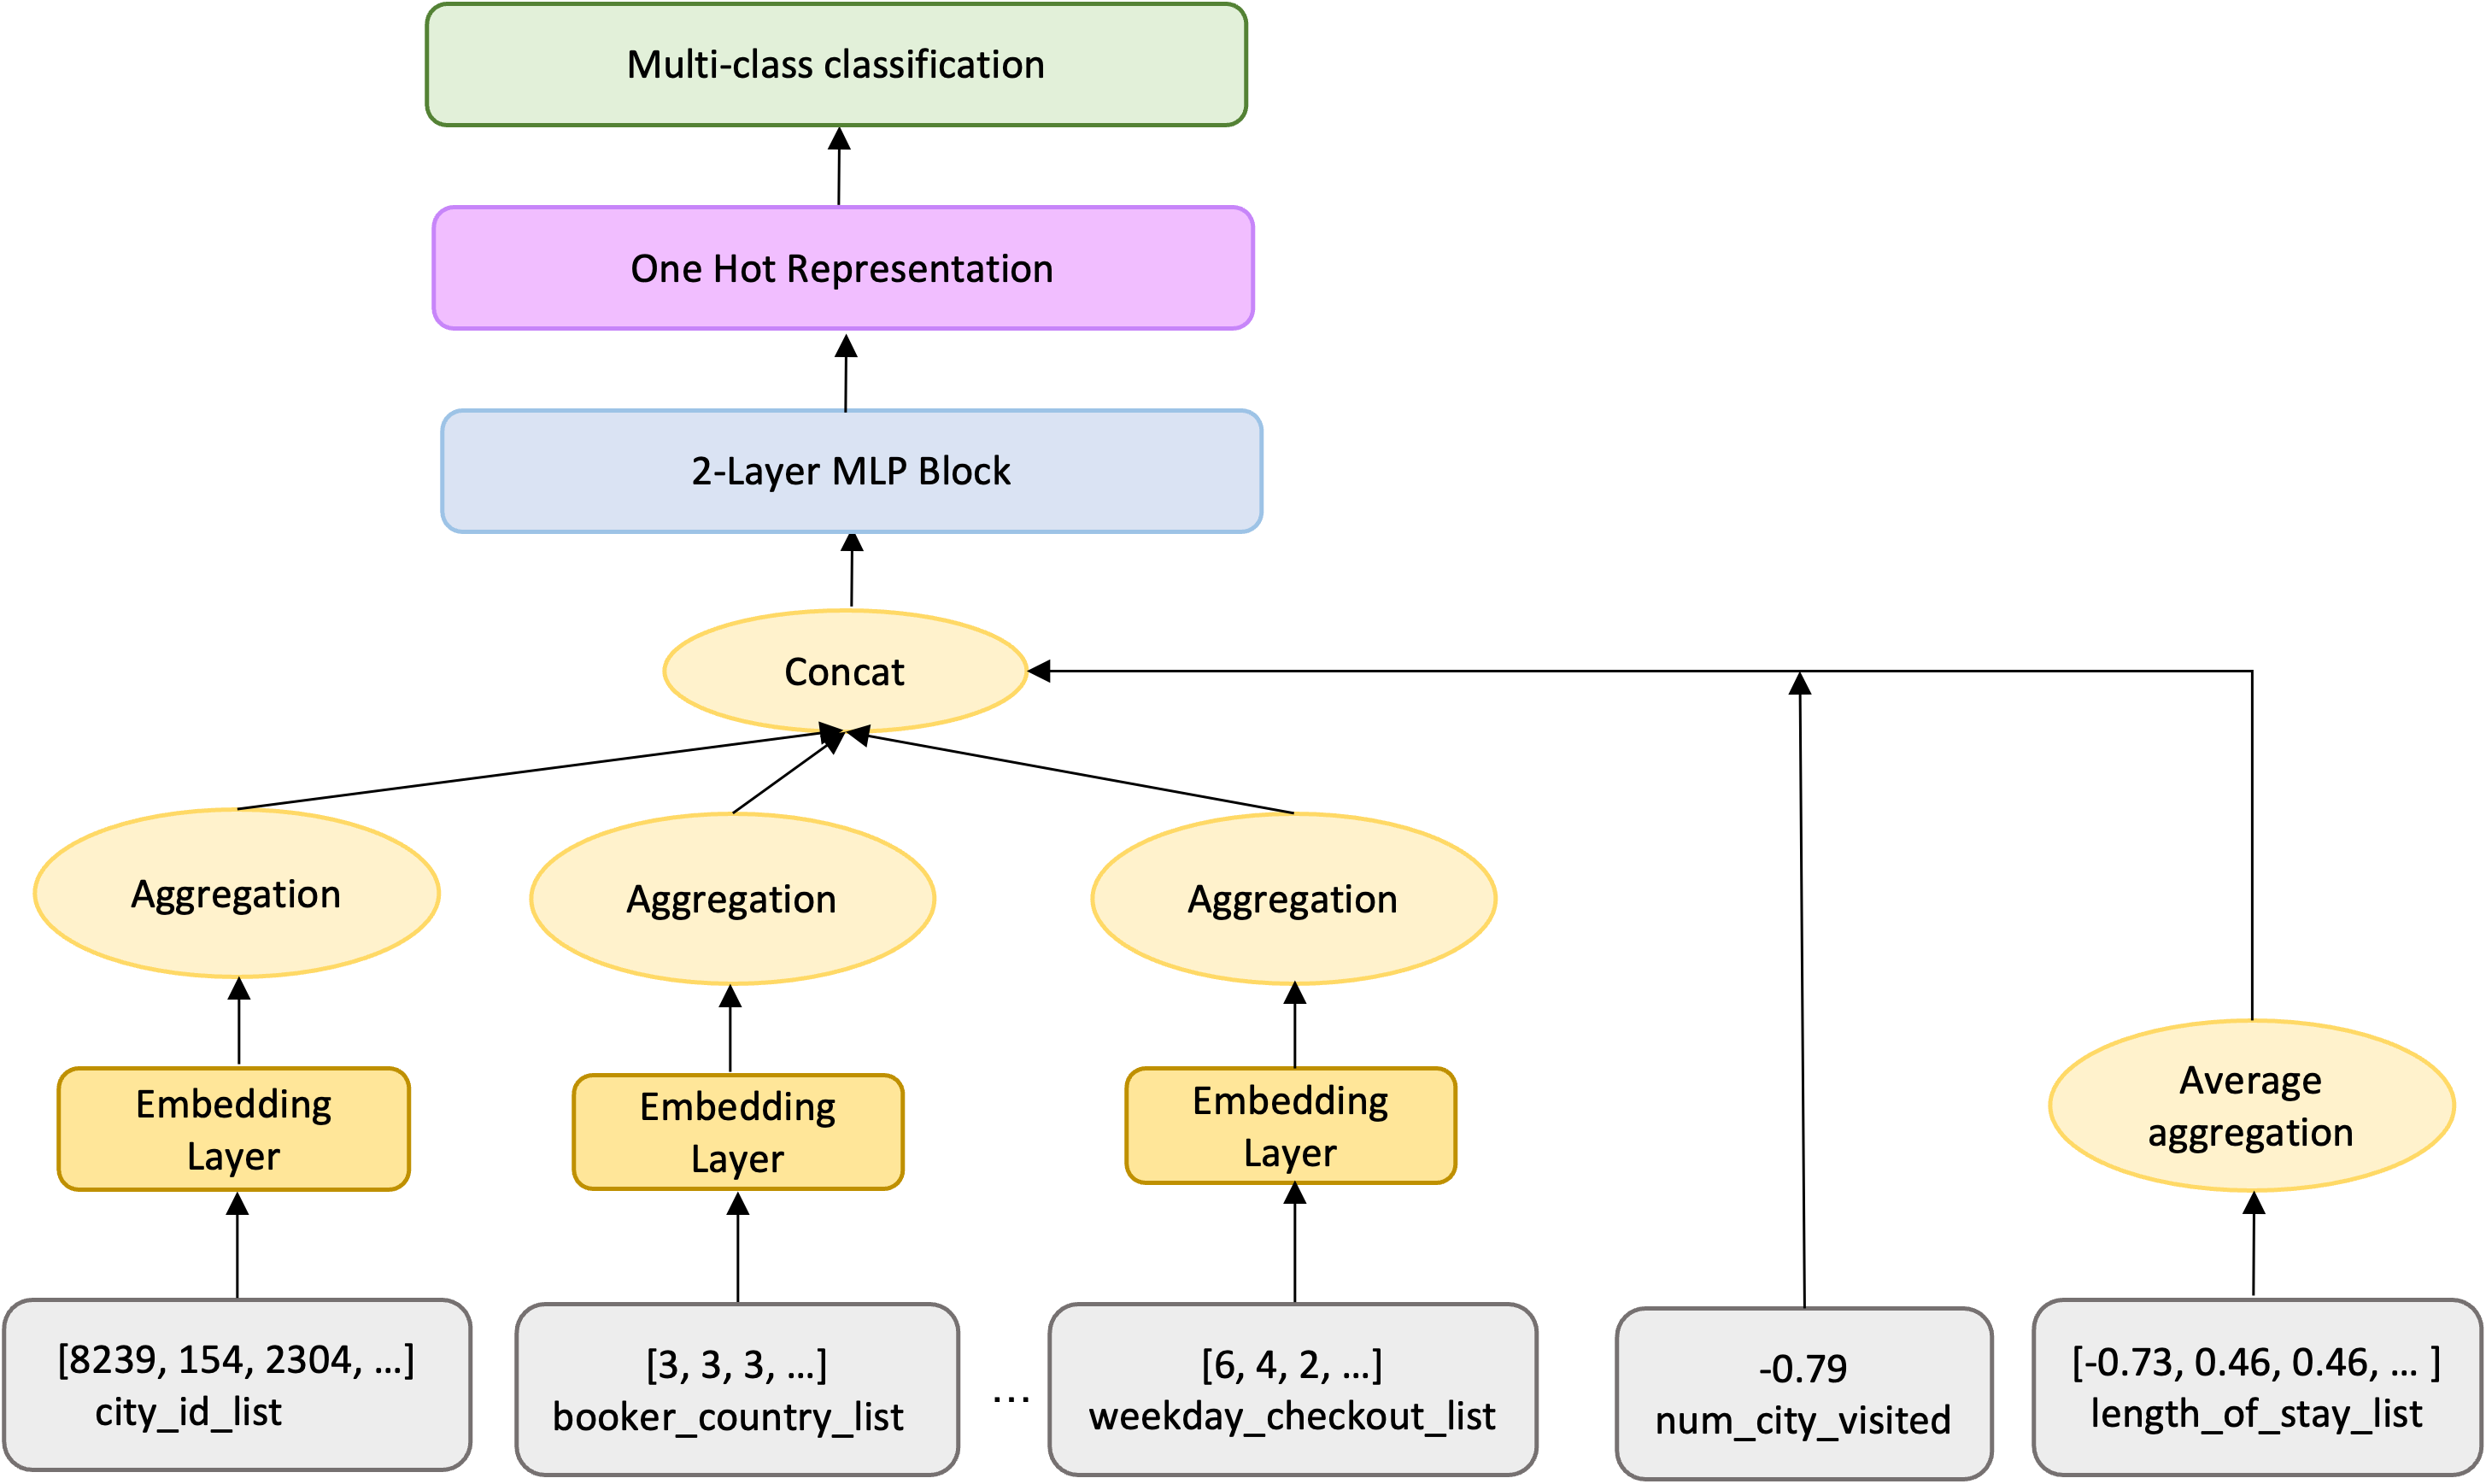 Multi-class classification
One Hot Representation
2-Layer MLP Block
Concat
Aggregation
Aggregation
Aggregation
Embedding
Layer
Embedding
Layer
Embedding
Layer
Average
aggregation
[8239, 154, 2304, ...]
city_id_list
[3, 3, 3, ...]
booker_country_list
...
[6, 4, 2, ...]
weekday_checkout_list
-0.79
num_city_visited
[-0.73, 0.46, 0.46, ... ]
length_of_stay_list